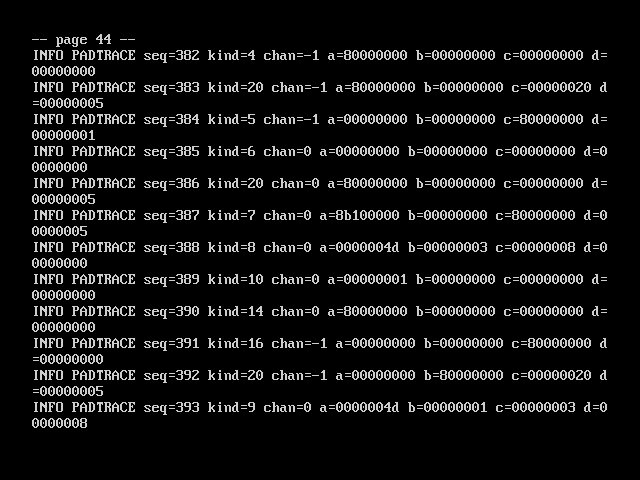 -- page 44 --
INFO PADTRACE seq=382 kind=4 chan=-1 a=80000000 b=00000000 c=00000000 d=
00000000
INFO PADTRACE seq=383 kind=20 chan=-1 a=80000000 b=00000000 c=00000020 d
=00000005
INFO PADTRACE seq=384 kind=5 chan=-1 a=00000000 b=00000000 c=80000000 d=
00000001
INFO PADTRACE seq=385 kind=6 chan=0 a=00000000 b=00000000 c=00000000 d=0
0000000
INFO PADTRACE seq=386 kind=20 chan=0 a=80000000 b=00000000 c=00000000 d=
00000005
INFO PADTRACE seq=387 kind=7 chan=0 a=8b100000 b=00000000 c=80000000 d=0
0000005
INFO PADTRACE seq=388 kind=8 chan=0 a=0000004d b=00000003 c=00000008 d=0
0000000
INFO PADTRACE seq=389 kind=10 chan=0 a=00000001 b=00000000 c=00000000 d=
00000000
INFO PADTRACE seq=390 kind=14 chan=0 a=80000000 b=00000000 c=00000000 d=
00000000
INFO PADTRACE seq=391 kind=16 chan=-1 a=00000000 b=00000000 c=80000000 d
=00000000
INFO PADTRACE seq=392 kind=20 chan=-1 a=00000000 b=80000000 c=00000020 d
=00000005
INFO PADTRACE seq=393 kind=9 chan=0 a=0000004d b=00000001 c=00000003 d=0
0000008